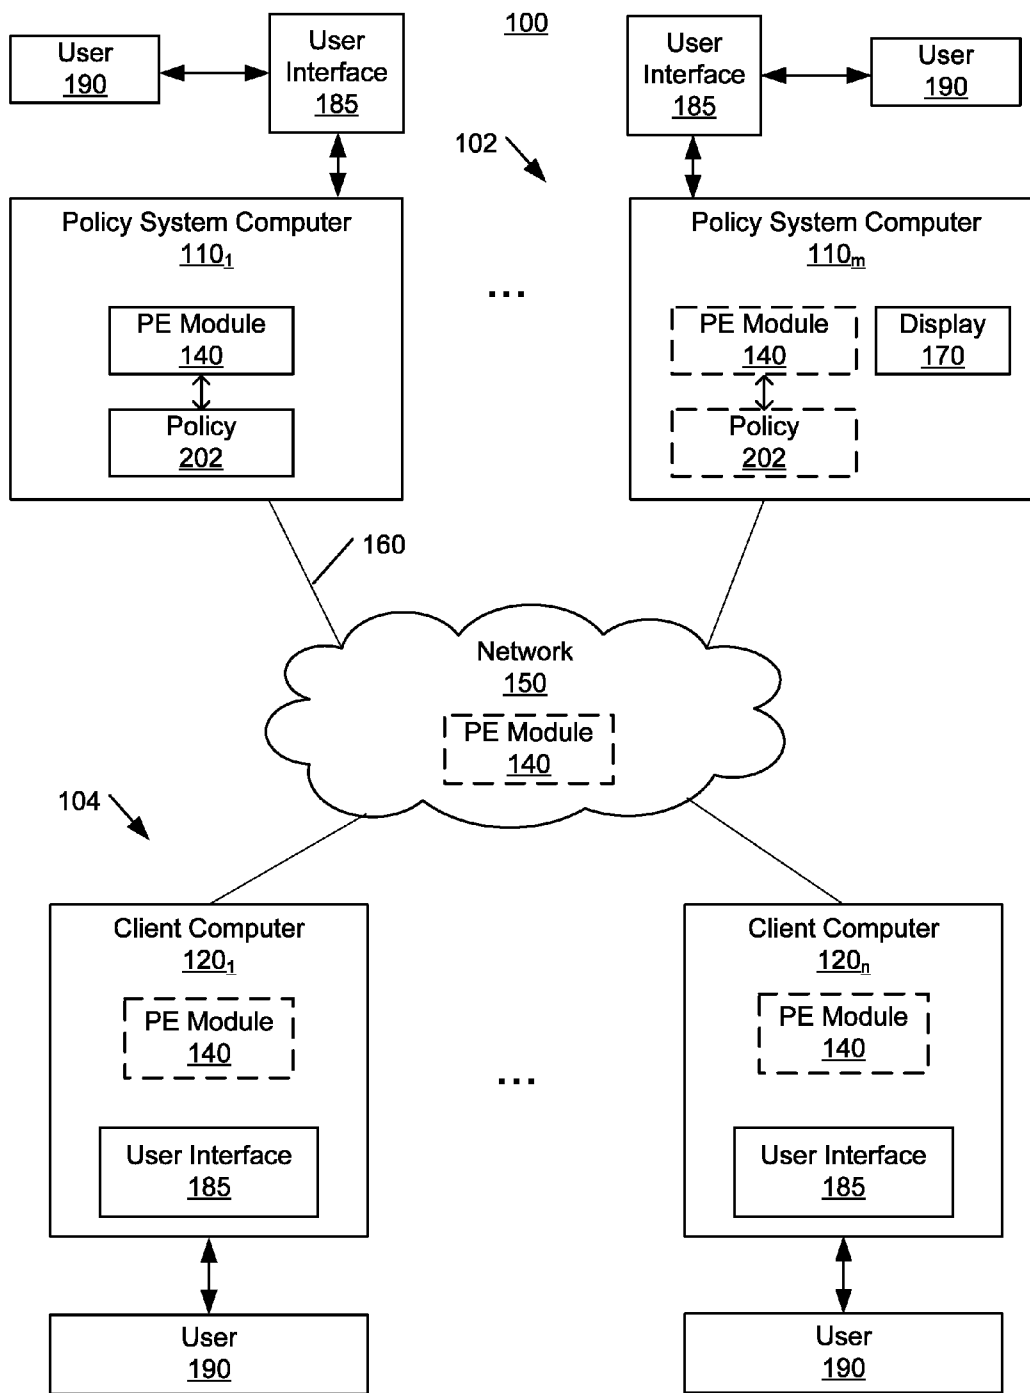 100
User
190
User
Interface
185
User
Interface
185
User
190
102
Policy System Computer
110₁
PE Module
140
Policy
202
...
Policy System Computer
110ₘ
PE Module
140
Display
170
Policy
202
160
Network
150
PE Module
140
104
Client Computer
120₁
PE Module
140
User Interface
185
User
190
...
Client Computer
120ₙ
PE Module
140
User Interface
185
User
190